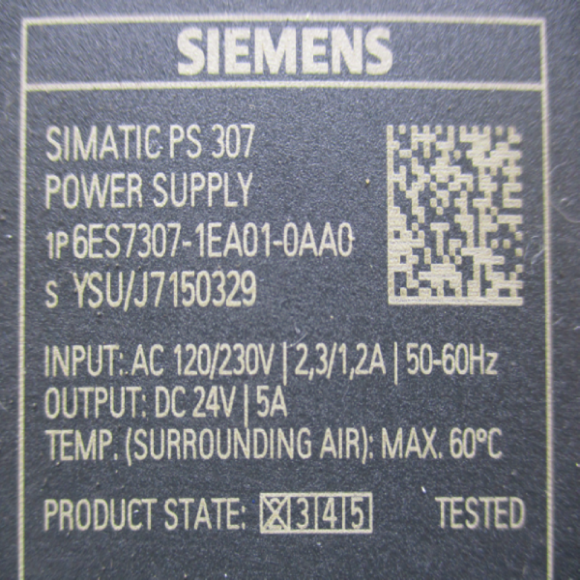 SIEMENS
SIMATIC PS 307
POWER SUPPLY
1P 6ES7307-1EA01-0AA0
S YSU/J7150329
INPUT: AC 120/230V | 2,3/1,2A | 50-60Hz
OUTPUT: DC 24V | 5A
TEMP. (SURROUNDING AIR): MAX. 60°C
PRODUCT STATE: X|3|4|5 TESTED